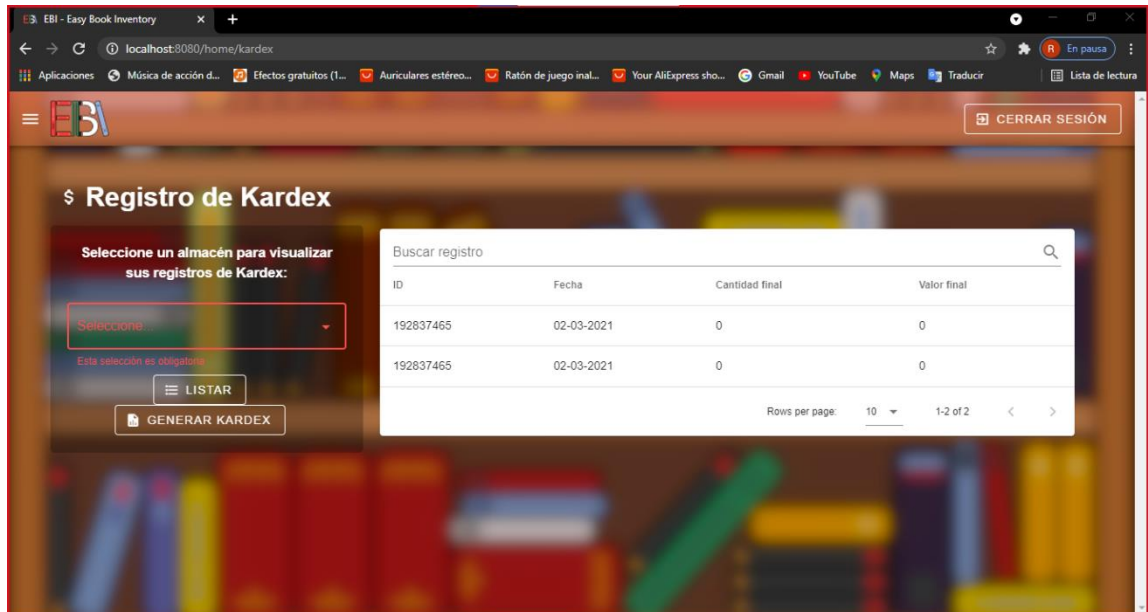 EBI EBI - Easy Book Inventory
localhost:8080/home/kardex
R En pausa
Aplicaciones Música de acción d... Efectos gratuitos (1... Auriculares estéreo... Ratón de juego inal... Your AliExpress sho... Gmail YouTube Maps Traducir Lista de lectura
EBI CERRAR SESIÓN
$ Registro de Kardex
Seleccione un almacén para visualizar
sus registros de Kardex:
Seleccione
Esta selección es obligatoria
LISTAR
GENERAR KARDEX
Buscar registro
ID Fecha Cantidad final Valor final
192837465 02-03-2021 0 0
192837465 02-03-2021 0 0
Rows per page: 10 1-2 of 2